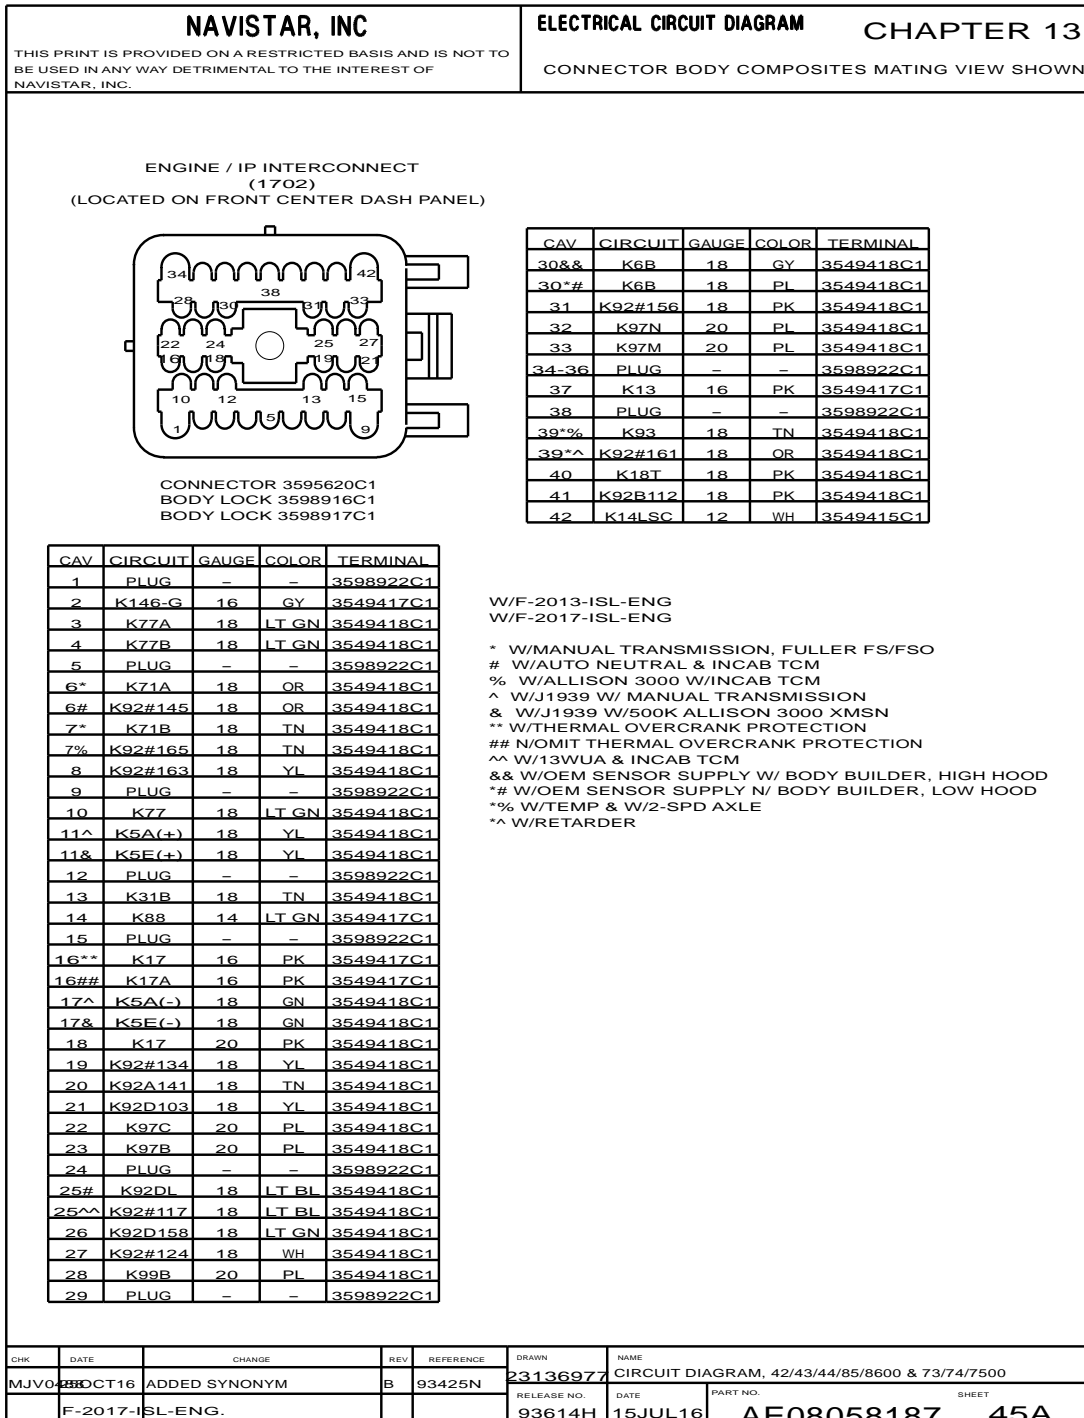 NAVISTAR, INC
THIS PRINT IS PROVIDED ON A RESTRICTED BASIS AND IS NOT TO
BE USED IN ANY WAY DETRIMENTAL TO THE INTEREST OF
NAVISTAR, INC.
ELECTRICAL CIRCUIT DIAGRAM CHAPTER 13
CONNECTOR BODY COMPOSITES MATING VIEW SHOWN
ENGINE / IP INTERCONNECT
(1702)
(LOCATED ON FRONT CENTER DASH PANEL)
34 42
38
28 30 31 33
22 24 25 27
16 18 19 21
10 12 13 15
1 5 9
CONNECTOR 3595620C1
BODY LOCK 3598916C1
BODY LOCK 3598917C1
CAV CIRCUIT GAUGE COLOR TERMINAL
30&& K6B 18 GY 3549418C1
30*# K6B 18 PL 3549418C1
31 K92#156 18 PK 3549418C1
32 K97N 20 PL 3549418C1
33 K97M 20 PL 3549418C1
34-36 PLUG – – 3598922C1
37 K13 16 PK 3549417C1
38 PLUG – – 3598922C1
39*% K93 18 TN 3549418C1
39*^ K92#161 18 OR 3549418C1
40 K18T 18 PK 3549418C1
41 K92B112 18 PK 3549418C1
42 K14LSC 12 WH 3549415C1
CAV CIRCUIT GAUGE COLOR TERMINAL
1 PLUG – – 3598922C1
2 K146-G 16 GY 3549417C1
3 K77A 18 LT GN 3549418C1
4 K77B 18 LT GN 3549418C1
5 PLUG – – 3598922C1
6* K71A 18 OR 3549418C1
6# K92#145 18 OR 3549418C1
7* K71B 18 TN 3549418C1
7% K92#165 18 TN 3549418C1
8 K92#163 18 YL 3549418C1
9 PLUG – – 3598922C1
10 K77 18 LT GN 3549418C1
11^ K5A(+) 18 YL 3549418C1
11& K5E(+) 18 YL 3549418C1
12 PLUG – – 3598922C1
13 K31B 18 TN 3549418C1
14 K88 14 LT GN 3549417C1
15 PLUG – – 3598922C1
16** K17 16 PK 3549417C1
16## K17A 16 PK 3549417C1
17^ K5A(-) 18 GN 3549418C1
17& K5E(-) 18 GN 3549418C1
18 K17 20 PK 3549418C1
19 K92#134 18 YL 3549418C1
20 K92A141 18 TN 3549418C1
21 K92D103 18 YL 3549418C1
22 K97C 20 PL 3549418C1
23 K97B 20 PL 3549418C1
24 PLUG – – 3598922C1
25# K92DL 18 LT BL 3549418C1
25^^ K92#117 18 LT BL 3549418C1
26 K92D158 18 LT GN 3549418C1
27 K92#124 18 WH 3549418C1
28 K99B 20 PL 3549418C1
29 PLUG – – 3598922C1
W/F-2013-ISL-ENG
W/F-2017-ISL-ENG
* W/MANUAL TRANSMISSION, FULLER FS/FSO
# W/AUTO NEUTRAL & INCAB TCM
% W/ALLISON 3000 W/INCAB TCM
^ W/J1939 W/ MANUAL TRANSMISSION
& W/J1939 W/500K ALLISON 3000 XMSN
** W/THERMAL OVERCRANK PROTECTION
## N/OMIT THERMAL OVERCRANK PROTECTION
^^ W/13WUA & INCAB TCM
&& W/OEM SENSOR SUPPLY W/ BODY BUILDER, HIGH HOOD
*# W/OEM SENSOR SUPPLY N/ BODY BUILDER, LOW HOOD
*% W/TEMP & W/2-SPD AXLE
*^ W/RETARDER
CHK DATE CHANGE REV REFERENCE DRAWN NAME
ADDED SYNONYM B 93425N 23136977 CIRCUIT DIAGRAM, 42/43/44/85/8600 & 73/74/7500
RELEASE NO. DATE PART NO. SHEET
F-2017-ISL-ENG. 93614H 15JUL16 AE08058187 45A